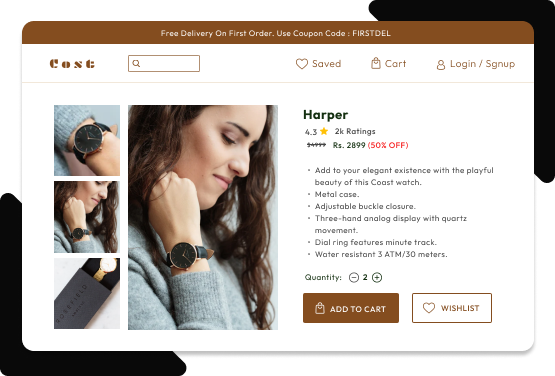 Free Delivery On First Order. Use Coupon Code : FIRSTDEL
Cost
Saved
Cart
Login / Sgnup
Harper
4.3 2k Ratings
Rs. 2899 (50% OFF)
• Add to your elegant existence with the playful
beauty of this Coast watch.
• Metal case.
• Adjustable buckle closure.
• Three-hand analog display with quartz
movement.
• Dial ring features minute track.
• Water resistant 3 ATM/30 meters.
Quantity: 2
ADD TO CART
WISHLIST